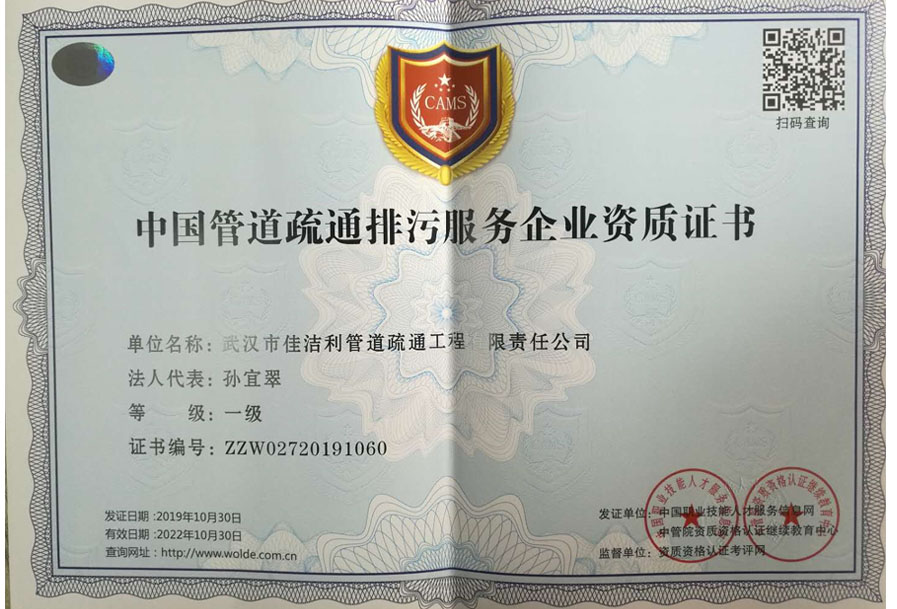 CAMS
扫码查询
中国管道疏通排污服务企业资质证书
单位名称：武汉市佳洁利管道疏通工程 限责任公司
法人代表：孙宜翠
等 级：一级
证书编号：ZZW02720191060
发证日期：2019年10月30日
有效日期：2022年10月30日
查询网址：http://www.wolde.com.cn
发证单位：中国职业技能人才服务信息网
中管院资质资格认证继续教育中心
监督单位：资质资格认证考评网